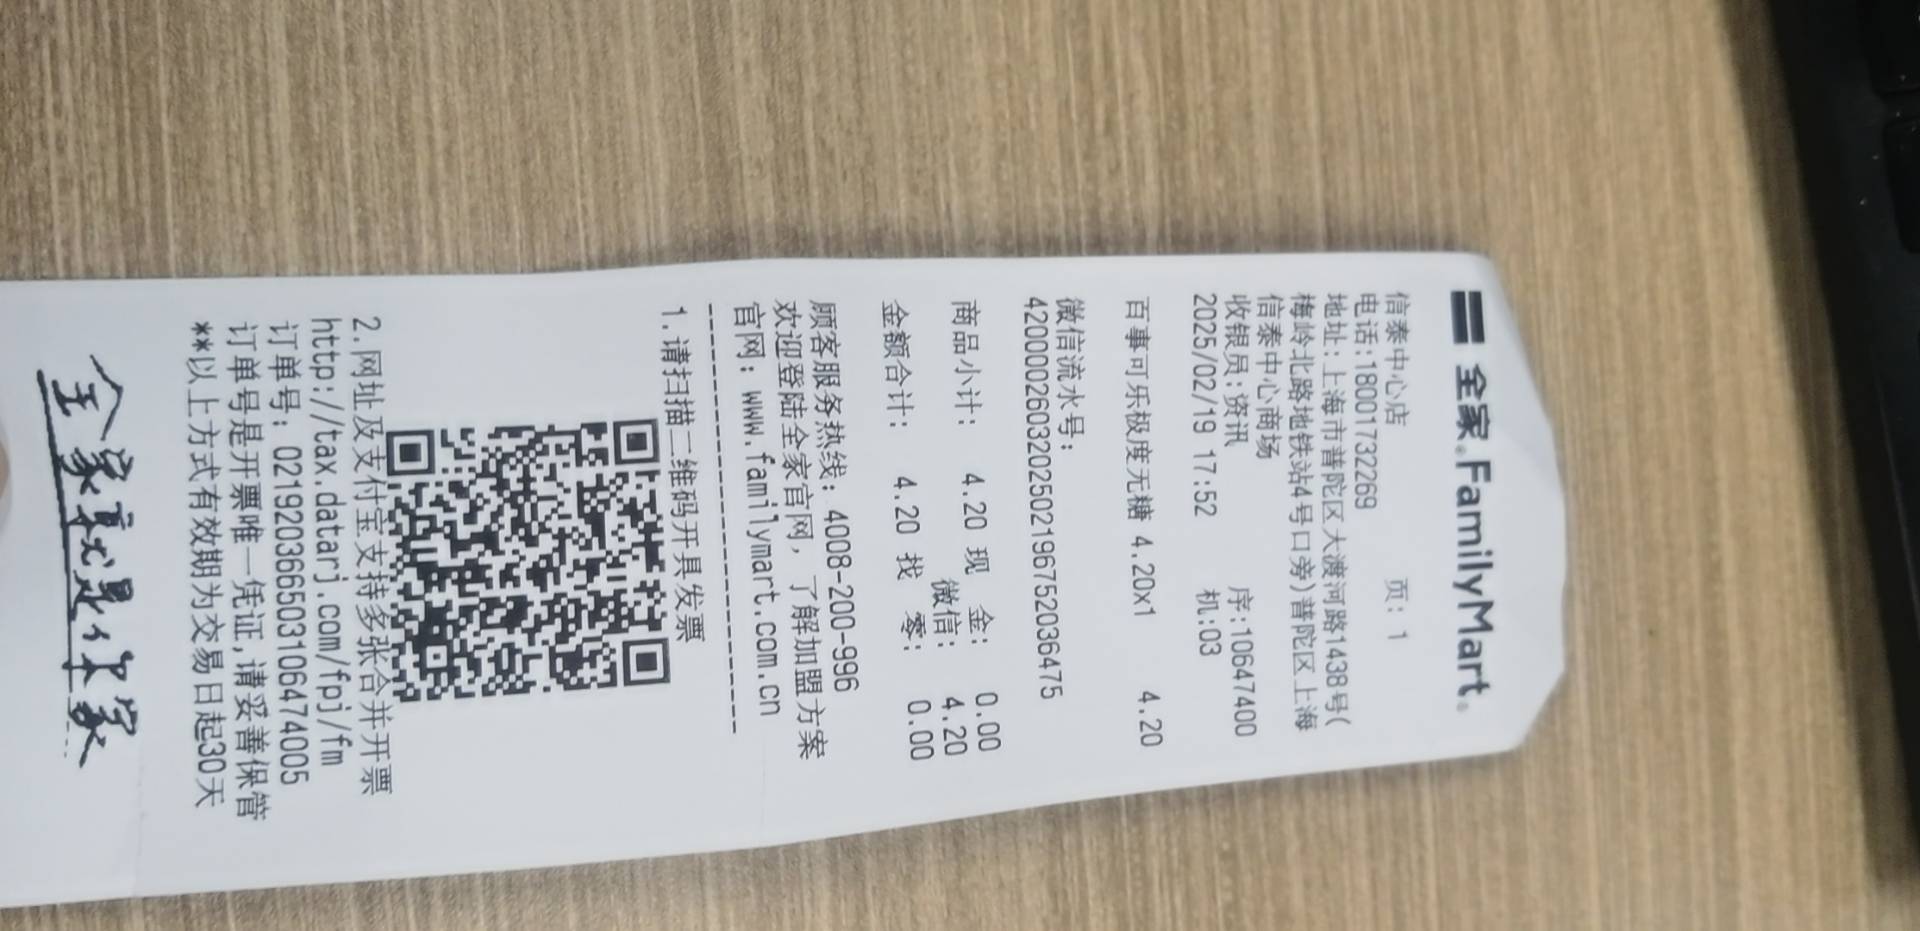 全家®FamilyMart®
信泰中心店 页: 1
电话:18001732269
地址:上海市普陀区大渡河路1438号(
梅岭北路地铁站4号口旁)普陀区上海
信泰中心商场
收银员:资讯 序:10647400
2025/02/19 17:52 机:03
百事可乐极度无糖 4.20x1 4.20
微信流水号:
4200002603202502196752036475
商品小计: 4.20 现 金: 0.00
微信: 4.20
金额合计: 4.20 找 零: 0.00
顾客服务热线: 4008-200-996
欢迎登陆全家官网, 了解加盟方案
官网: www.familymart.com.cn
--------------------------------
1.请扫描二维码开具发票
2.网址及支付宝支持多张合并开票
http://tax.datarj.com/fpj/fm
订单号: 0219203665031064740​05
订单号是开票唯一凭证,请妥善保管
**以上方式有效期为交易日起30天
全家就是你家